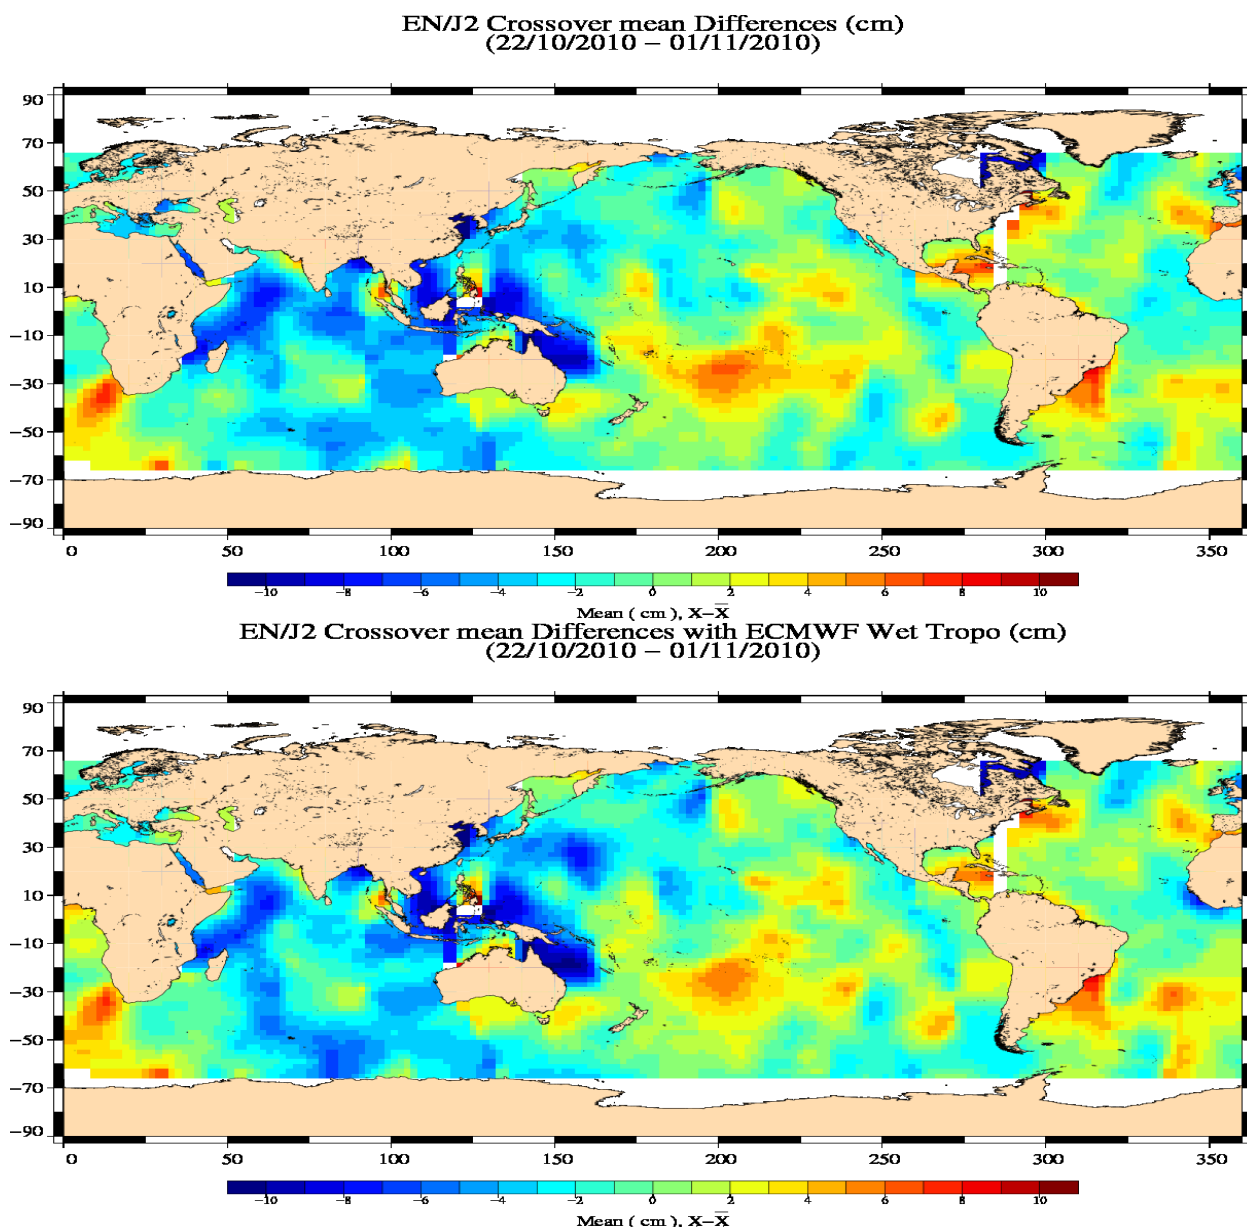 EN/J2 Crossover mean Differences (cm)
(22/10/2010 – 01/11/2010)
90
70
50
30
10
−10
−30
−50
−70
−90
0 50 100 150 200 250 300 350
−10 −8 −6 −4 −2 0 2 4 6 8 10
Mean ( cm ), X−X̅
EN/J2 Crossover mean Differences with ECMWF Wet Tropo (cm)
(22/10/2010 – 01/11/2010)
90
70
50
30
10
−10
−30
−50
−70
−90
0 50 100 150 200 250 300 350
−10 −8 −6 −4 −2 0 2 4 6 8 10
Mean ( cm ), X−X̅